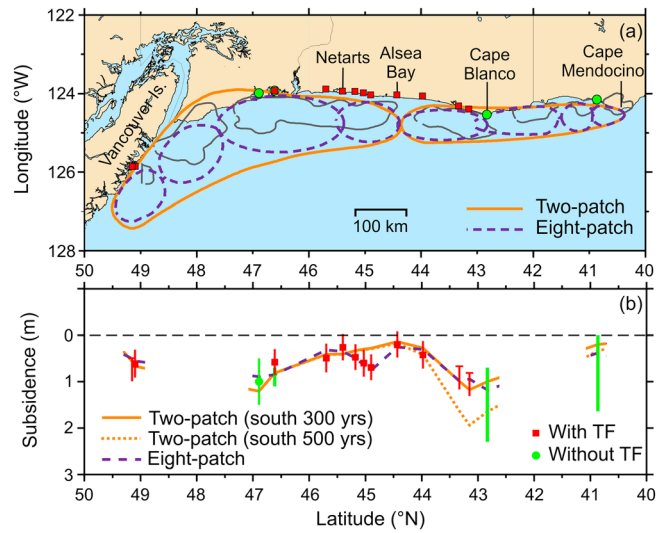 122
(a)
Netarts
Alsea
Bay
Cape
Blanco
Cape
Mendocino
124
Vancouver Is.
Longitude (°W)
126
100 km
Two-patch
Eight-patch
128
50 49 48 47 46 45 44 43 42 41 40
(b)
0
Subsidence (m)
1
Two-patch (south 300 yrs)
Two-patch (south 500 yrs)
Eight-patch
With TF
Without TF
2
3
50 49 48 47 46 45 44 43 42 41 40
Latitude (°N)